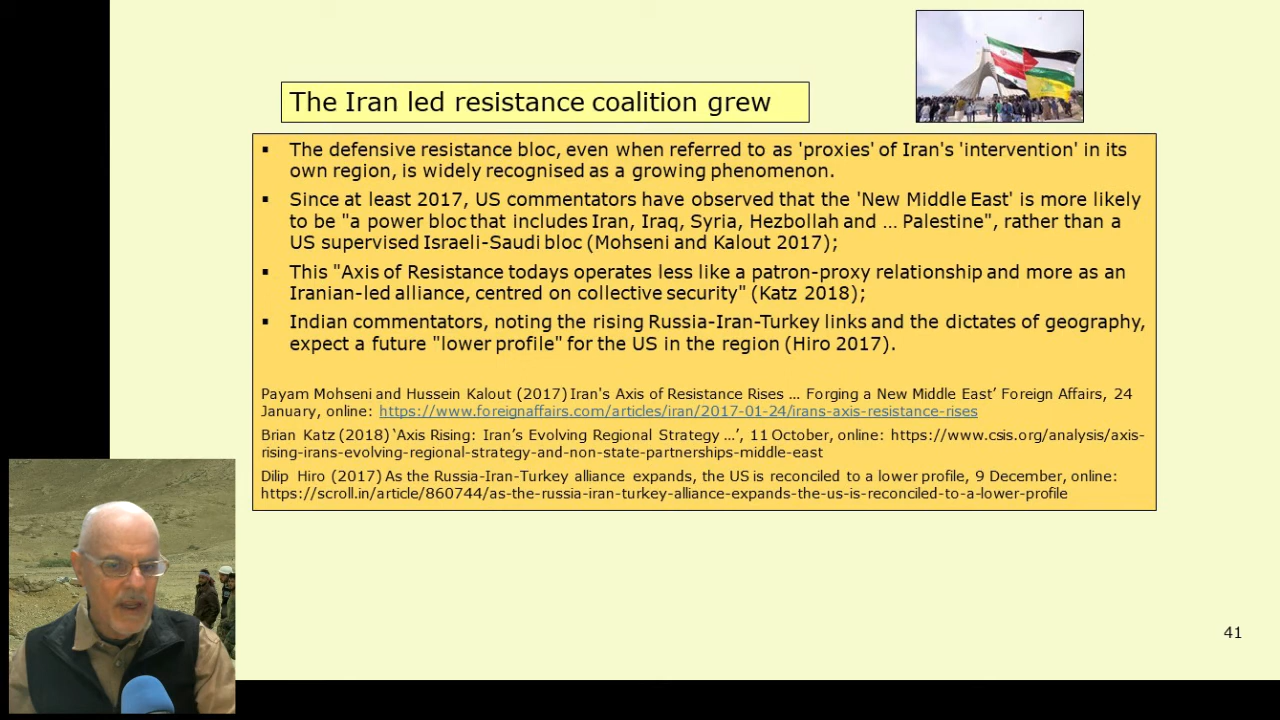 The Iran led resistance coalition grew
▪ The defensive resistance bloc, even when referred to as 'proxies' of Iran's 'intervention' in its
own region, is widely recognised as a growing phenomenon.
▪ Since at least 2017, US commentators have observed that the 'New Middle East' is more likely
to be "a power bloc that includes Iran, Iraq, Syria, Hezbollah and ... Palestine", rather than a
US supervised Israeli-Saudi bloc (Mohseni and Kalout 2017);
▪ This "Axis of Resistance todays operates less like a patron-proxy relationship and more as an
Iranian-led alliance, centred on collective security" (Katz 2018);
▪ Indian commentators, noting the rising Russia-Iran-Turkey links and the dictates of geography,
expect a future "lower profile" for the US in the region (Hiro 2017).
Payam Mohseni and Hussein Kalout (2017) Iran's Axis of Resistance Rises ... Forging a New Middle East’ Foreign Affairs, 24
January, online: https://www.foreignaffairs.com/articles/iran/2017-01-24/irans-axis-resistance-rises
Brian Katz (2018) ‘Axis Rising: Iran’s Evolving Regional Strategy ...’, 11 October, online: https://www.csis.org/analysis/axis-
rising-irans-evolving-regional-strategy-and-non-state-partnerships-middle-east
Dilip Hiro (2017) As the Russia-Iran-Turkey alliance expands, the US is reconciled to a lower profile, 9 December, online:
https://scroll.in/article/860744/as-the-russia-iran-turkey-alliance-expands-the-us-is-reconciled-to-a-lower-profile
41